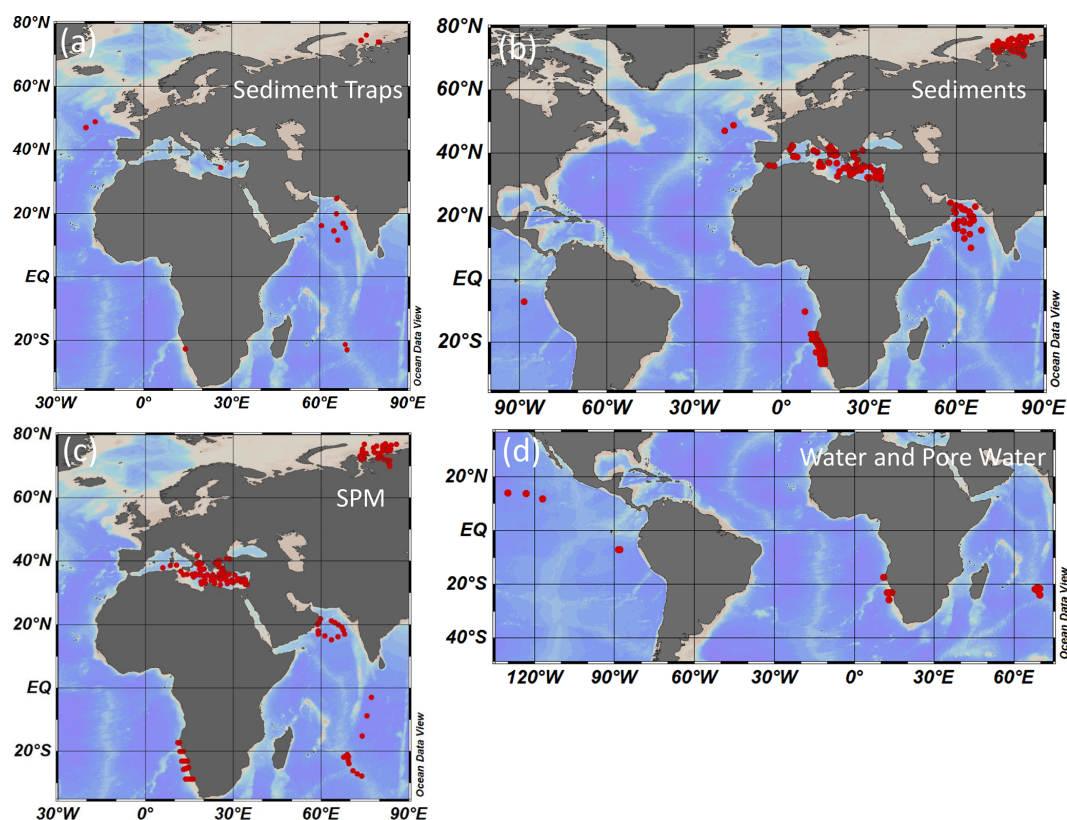 (a)
Sediment Traps
80°N
60°N
40°N
20°N
EQ
20°S
30°W 0° 30°E 60°E 90°E
Ocean Data View
(b)
Sediments
80°N
60°N
40°N
20°N
EQ
20°S
90°W 60°W 30°W 0° 30°E 60°E 90°E
Ocean Data View
(c)
SPM
80°N
60°N
40°N
20°N
EQ
20°S
30°W 0° 30°E 60°E 90°E
Ocean Data View
(d)
Water and Pore Water
20°N
EQ
20°S
40°S
120°W 90°W 60°W 30°W 0° 30°E 60°E
Ocean Data View